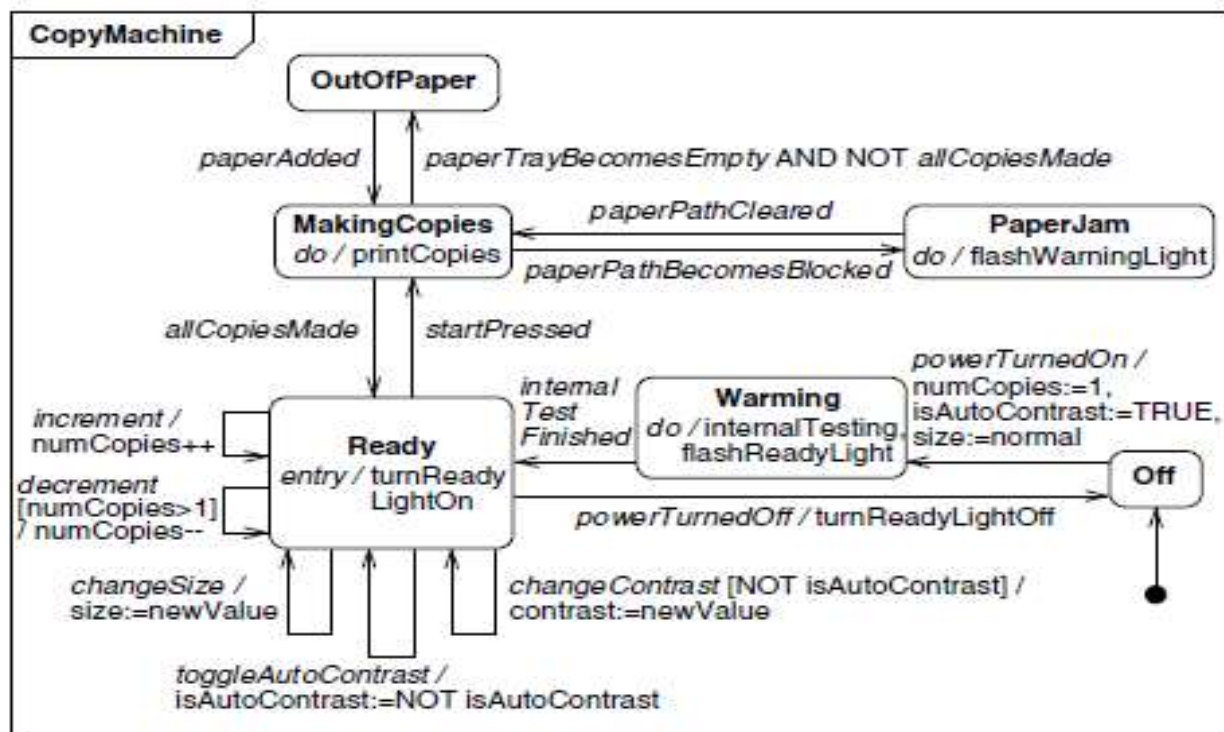 CopyMachine
OutOfPaper
paperAdded
paperTrayBecomesEmpty AND NOT allCopiesMade
MakingCopies
do / printCopies
paperPathCleared
paperPathBecomesBlocked
PaperJam
do / flashWarningLight
allCopiesMade
startPressed
powerTurnedOn /
numCopies:=1,
isAutoContrast:=TRUE,
size:=normal
internal
Test
Finished
Warming
do / internalTesting,
flashReadyLight
increment /
numCopies++
Ready
entry / turnReady
LightOn
Off
decrement
[numCopies>1]
/ numCopies--
powerTurnedOff / turnReadyLightOff
changeSize /
size:=newValue
changeContrast [NOT isAutoContrast] /
contrast:=newValue
toggleAutoContrast /
isAutoContrast:=NOT isAutoContrast